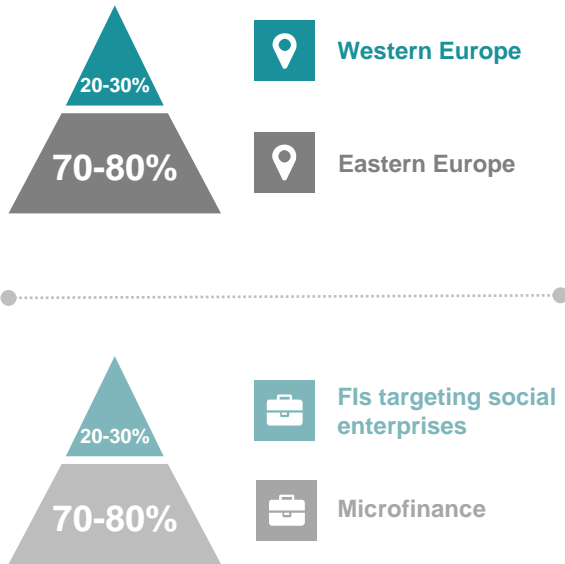 20-30%
Western Europe
70-80%
Eastern Europe
20-30%
FIs targeting social
enterprises
70-80%
Microfinance